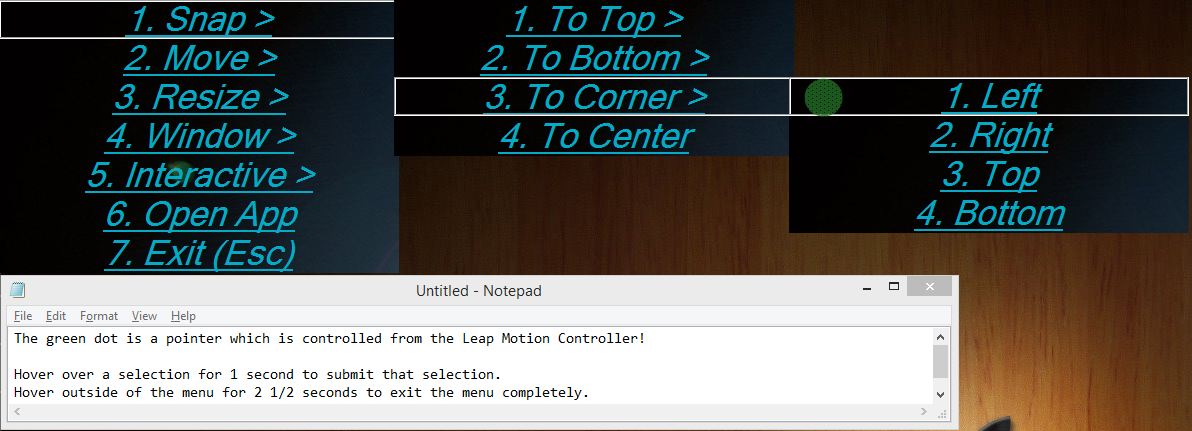 1. Snap >
2. Move >
3. Resize >
4. Window >
5. Interactive >
6. Open App
7. Exit (Esc)
1. To Top >
2. To Bottom >
3. To Corner >
4. To Center
1. Left
2. Right
3. Top
4. Bottom
Untitled - Notepad
File Edit Format View Help
The green dot is a pointer which is controlled from the Leap Motion Controller!
Hover over a selection for 1 second to submit that selection.
Hover outside of the menu for 2 1/2 seconds to exit the menu completely.